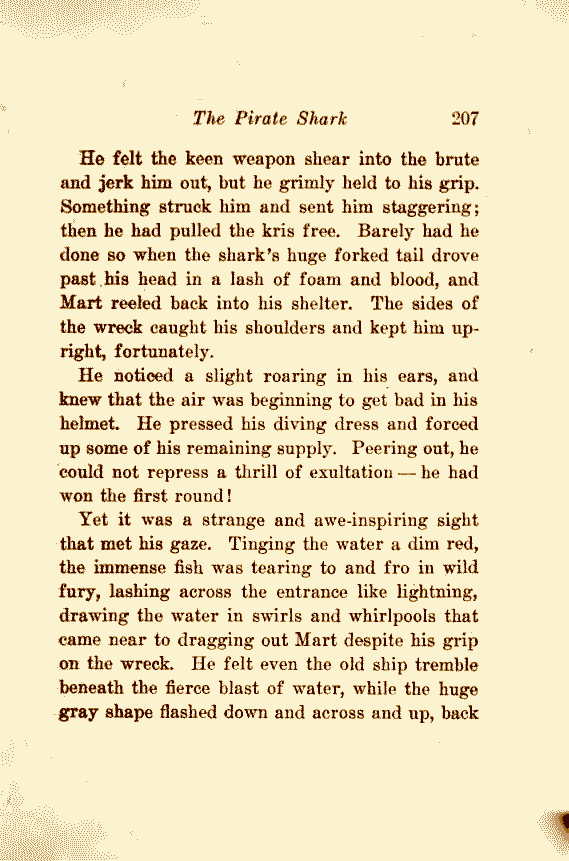 The Pirate Shark 207
He felt the keen weapon shear into the brute
and jerk him out, but he grimly held to his grip.
Something struck him and sent him staggering;
then he had pulled the kris free. Barely had he
done so when the shark's huge forked tail drove
past his head in a lash of foam and blood, and
Mart reeled back into his shelter. The sides of
the wreck caught his shoulders and kept him up-
right, fortunately.
He noticed a slight roaring in his ears, and
knew that the air was beginning to get bad in his
helmet. He pressed his diving dress and forced
up some of his remaining supply. Peering out, he
could not repress a thrill of exultation — he had
won the first round!
Yet it was a strange and awe-inspiring sight
that met his gaze. Tinging the water a dim red,
the immense fish was tearing to and fro in wild
fury, lashing across the entrance like lightning,
drawing the water in swirls and whirlpools that
came near to dragging out Mart despite his grip
on the wreck. He felt even the old ship tremble
beneath the fierce blast of water, while the huge
gray shape flashed down and across and up, back